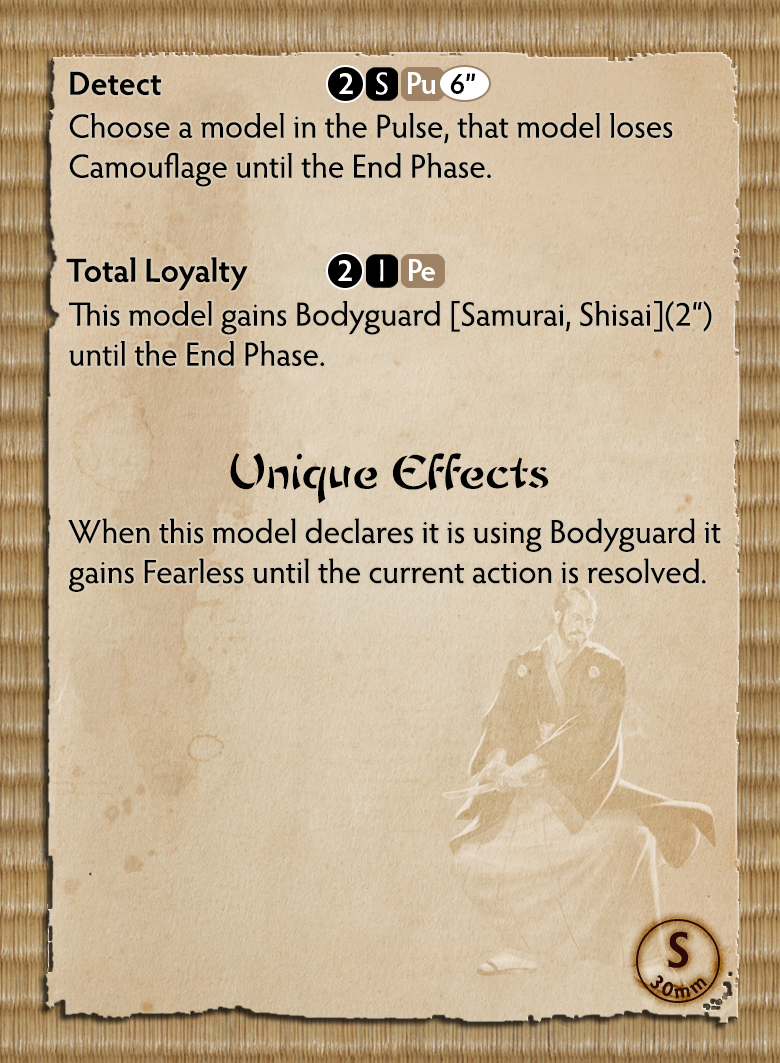 Detect 2 S Pu 6”
Choose a model in the Pulse, that model loses
Camouflage until the End Phase.
Total Loyalty 2 I Pe
This model gains Bodyguard [Samurai, Shisai](2“)
until the End Phase.
Unique Effects
When this model declares it is using Bodyguard it
gains Fearless until the current action is resolved.
S
30mm